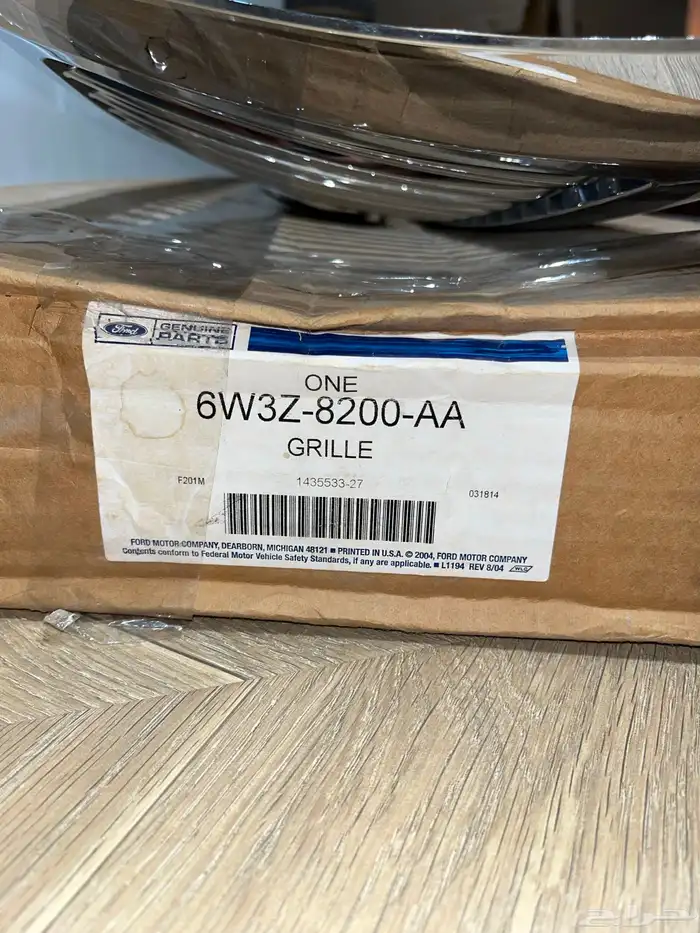 Ford GENUINE
PARTS
ONE
6W3Z-8200-AA
GRILLE
F201M
1435533-27
031814
FORD MOTOR COMPANY, DEARBORN, MICHIGAN 48121 ■ PRINTED IN U.S.A. © 2004, FORD MOTOR COMPANY
Contents conform to Federal Motor Vehicle Safety Standards, if any are applicable. ■ L1194 REV 8/04
حراج